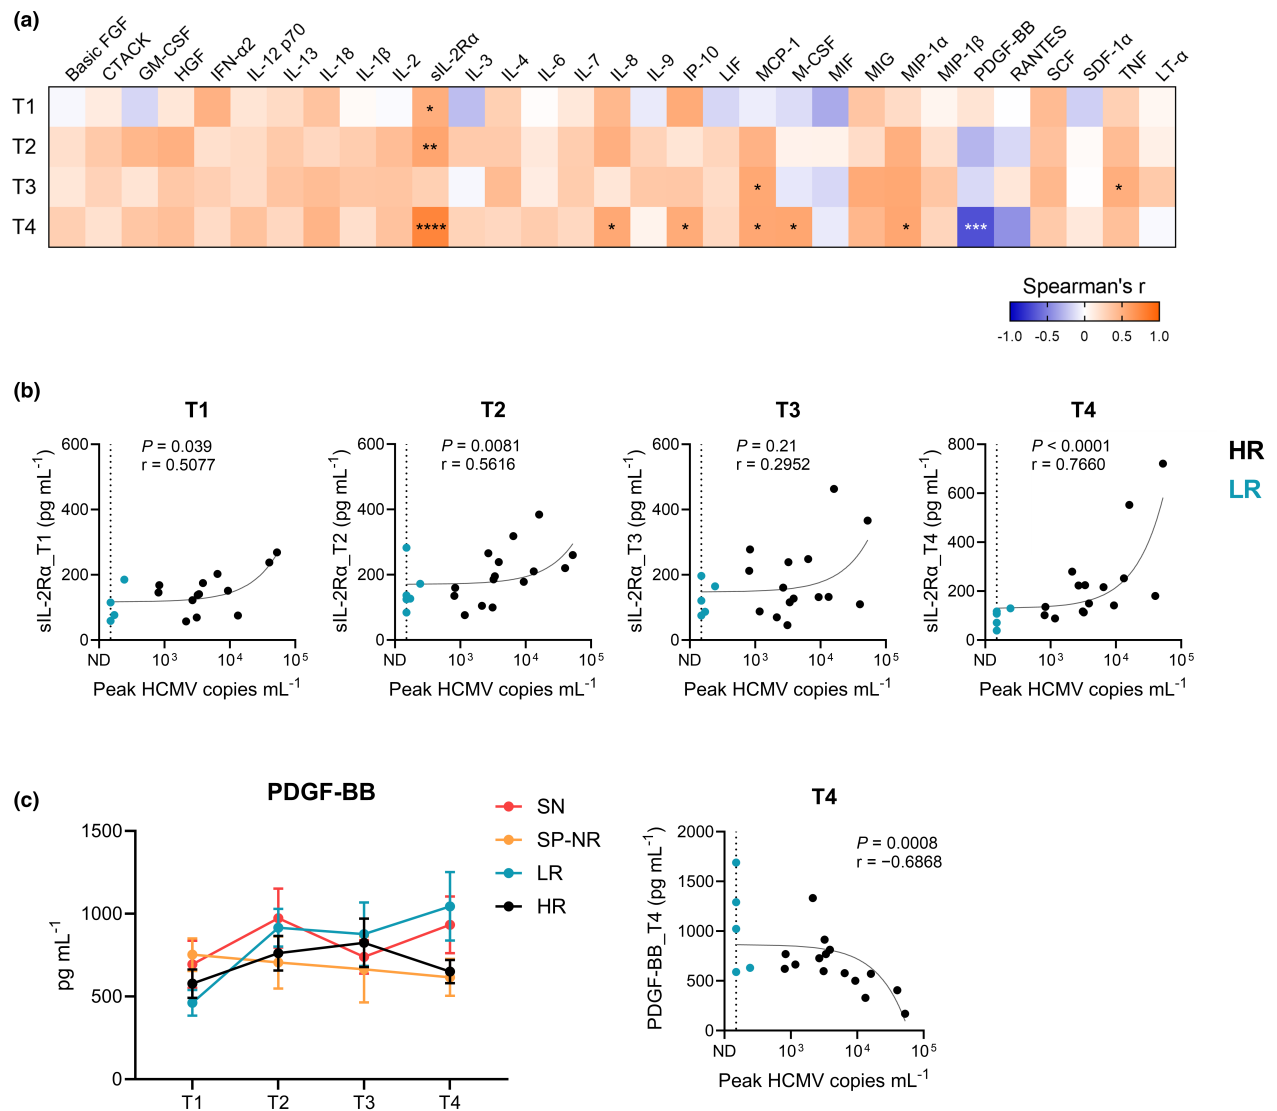 (a)
Basic FGF CTACK GM-CSF HGF IFN-α2 IL-12 p70 IL-13 IL-18 IL-1β IL-2 sIL-2Rα IL-3 IL-4 IL-6 IL-7 IL-8 IL-9 IP-10 LIF MCP-1 M-CSF MIF MIG MIP-1α MIP-1β PDGF-BB RANTES SCF SDF-1α TNF LT-α
T1 *
T2 **
T3 * *
T4 **** * * * * * ***
Spearman's r
-1.0 -0.5 0 0.5 1.0
(b)
T1
P = 0.039
r = 0.5077
sIL-2Rα_T1 (pg mL⁻¹)
600
400
200
0
ND 10³ 10⁴ 10⁵
Peak HCMV copies mL⁻¹
T2
P = 0.0081
r = 0.5616
sIL-2Rα_T2 (pg mL⁻¹)
600
400
200
0
ND 10³ 10⁴ 10⁵
Peak HCMV copies mL⁻¹
T3
P = 0.21
r = 0.2952
sIL-2Rα_T3 (pg mL⁻¹)
600
400
200
0
ND 10³ 10⁴ 10⁵
Peak HCMV copies mL⁻¹
T4
P < 0.0001
r = 0.7660
sIL-2Rα_T4 (pg mL⁻¹)
800
600
400
200
0
ND 10³ 10⁴ 10⁵
Peak HCMV copies mL⁻¹
HR
LR
(c)
PDGF-BB
pg mL⁻¹
1500
1000
500
0
T1 T2 T3 T4
SN
SP-NR
LR
HR
T4
P = 0.0008
r = −0.6868
PDGF-BB_T4 (pg mL⁻¹)
2000
1500
1000
500
0
ND 10³ 10⁴ 10⁵
Peak HCMV copies mL⁻¹